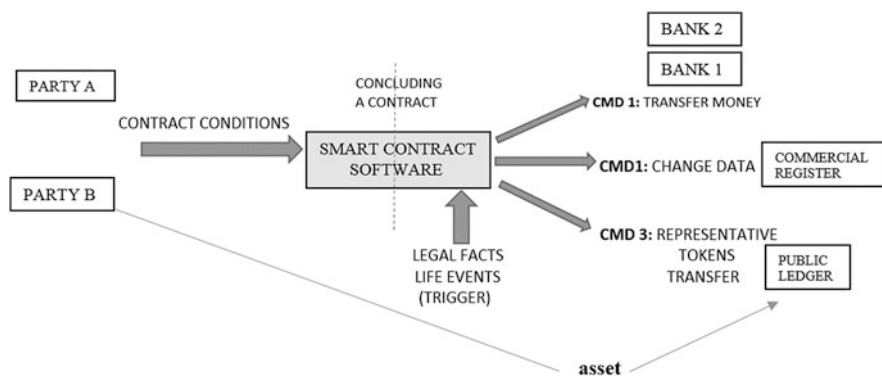 BANK 2
BANK 1
PARTY A
CONCLUDING
A CONTRACT
CMD 1: TRANSFER MONEY
CONTRACT CONDITIONS
SMART CONTRACT
SOFTWARE
CMD1: CHANGE DATA
COMMERCIAL
REGISTER
PARTY B
CMD 3: REPRESENTATIVE
TOKENS
TRANSFER
LEGAL FACTS
LIFE EVENTS
(TRIGGER)
PUBLIC
LEDGER
asset